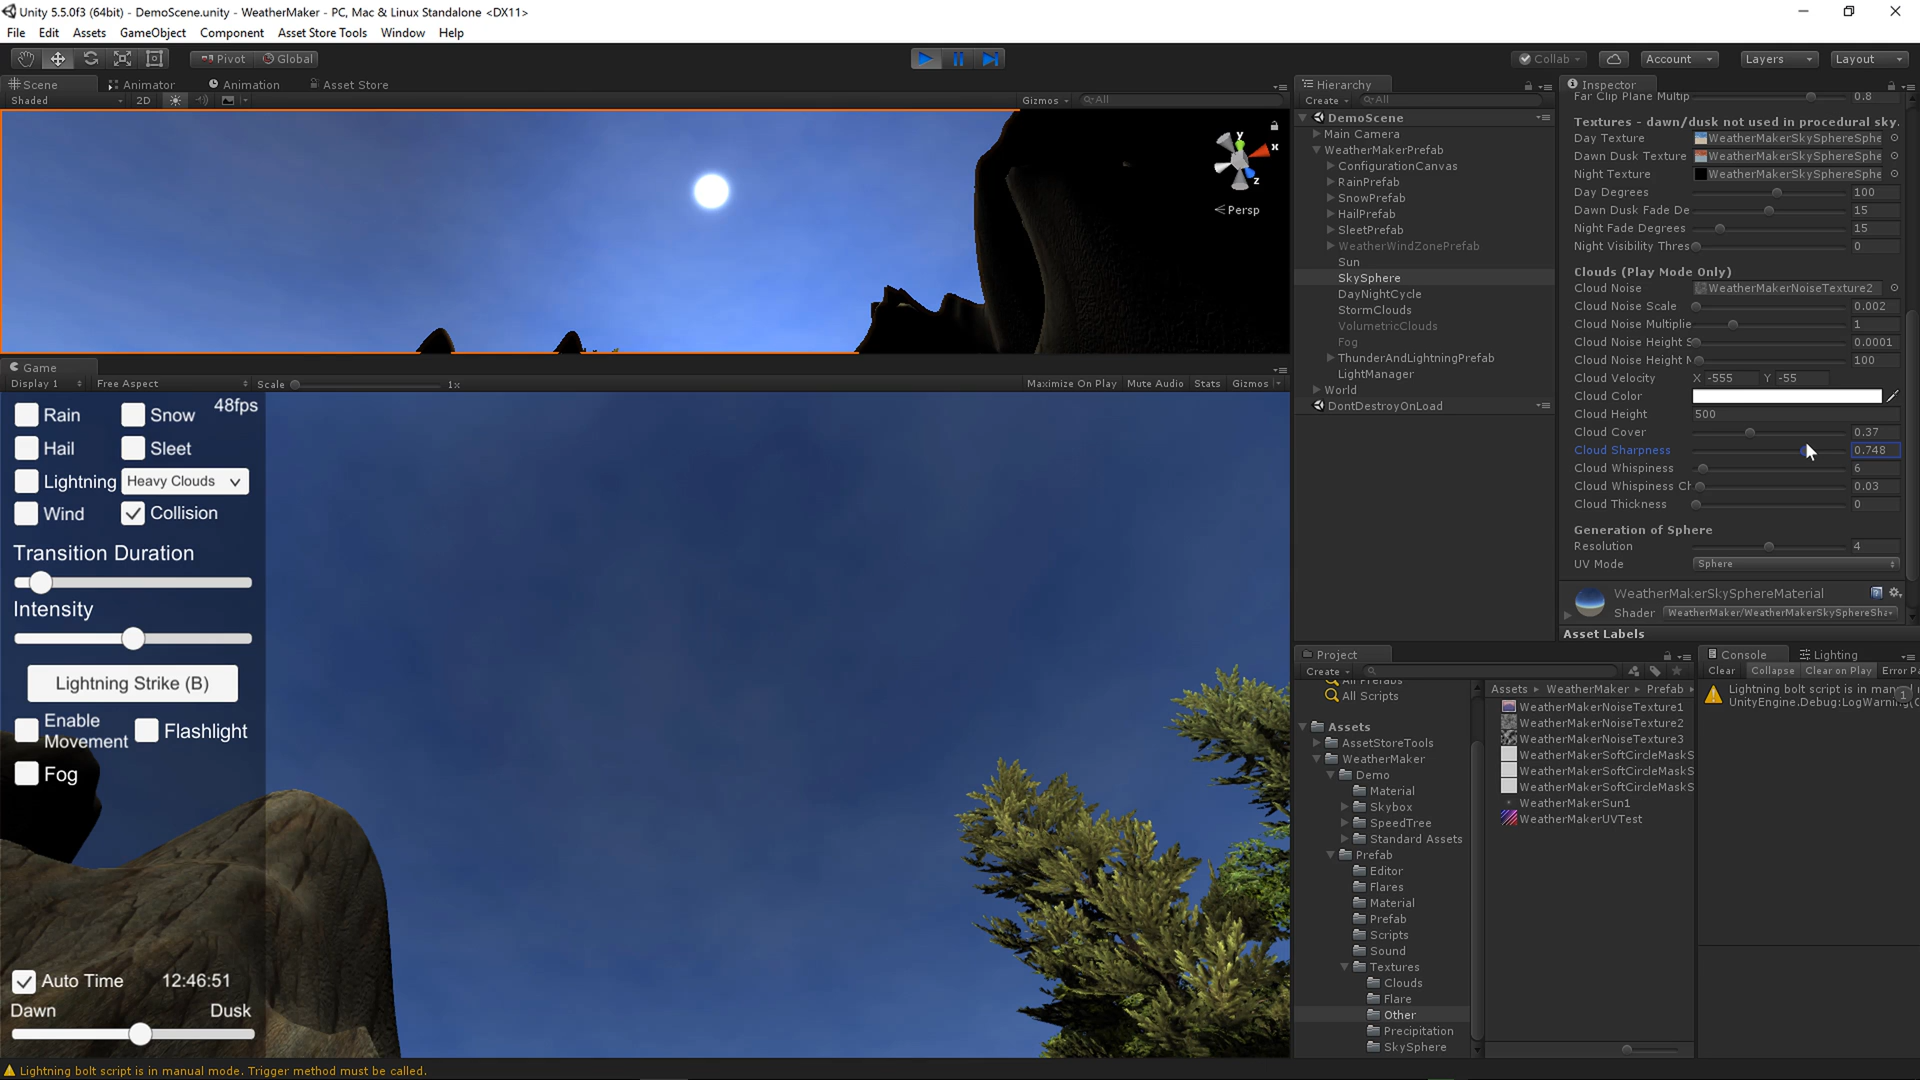 Unity 5.5.0f3 (64bit) - DemoScene.unity - WeatherMaker - PC, Mac & Linux Standalone <DX11>
File Edit Assets GameObject Component Asset Store Tools Window Help
Pivot Global
Collab Account Layers Layout
Scene Animator Animation Asset Store
Shaded 2D Gizmos All
y
x
z
Persp
Game
Display 1 Free Aspect Scale 1x Maximize On Play Mute Audio Stats Gizmos
48fps
Rain Snow
Hail Sleet
Lightning Heavy Clouds
Wind Collision
Transition Duration
Intensity
Lightning Strike (B)
Enable Movement Flashlight
Fog
Auto Time 12:46:51
Dawn Dusk
Hierarchy
Create All
DemoScene
Main Camera
WeatherMakerPrefab
ConfigurationCanvas
RainPrefab
SnowPrefab
HailPrefab
SleetPrefab
WeatherWindZonePrefab
Sun
SkySphere
DayNightCycle
StormClouds
VolumetricClouds
Fog
ThunderAndLightningPrefab
LightManager
World
DontDestroyOnLoad
Inspector
Far Clip Plane Multip 0.8
Textures - dawn/dusk not used in procedural sky.
Day Texture WeatherMakerSkySphereSphe
Dawn Dusk Texture WeatherMakerSkySphereSphe
Night Texture WeatherMakerSkySphereSphe
Day Degrees 100
Dawn Dusk Fade De 15
Night Fade Degrees 15
Night Visibility Thres 0
Clouds (Play Mode Only)
Cloud Noise WeatherMakerNoiseTexture2
Cloud Noise Scale 0.002
Cloud Noise Multiplie 1
Cloud Noise Height S 0.0001
Cloud Noise Height M 100
Cloud Velocity X -555 Y -55
Cloud Color
Cloud Height 500
Cloud Cover 0.37
Cloud Sharpness 0.748
Cloud Whispiness 6
Cloud Whispiness Ch 0.03
Cloud Thickness 0
Generation of Sphere
Resolution 4
UV Mode Sphere
WeatherMakerSkySphereMaterial
Shader WeatherMaker/WeatherMakerSkySphereSha
Asset Labels
Project
Create
All Prefabs
All Scripts
Assets
AssetStoreTools
WeatherMaker
Demo
Material
Skybox
SpeedTree
Standard Assets
Prefab
Editor
Flares
Material
Prefab
Scripts
Sound
Textures
Clouds
Flare
Other
Precipitation
SkySphere
Assets WeatherMaker Prefab
WeatherMakerNoiseTexture1
WeatherMakerNoiseTexture2
WeatherMakerNoiseTexture3
WeatherMakerSoftCircleMaskS
WeatherMakerSoftCircleMaskS
WeatherMakerSoftCircleMaskS
WeatherMakerSun1
WeatherMakerUVTest
Console Lighting
Clear Collapse Clear on Play Error Pa
Lightning bolt script is in man 1
UnityEngine.Debug:LogWarning(
Lightning bolt script is in manual mode. Trigger method must be called.